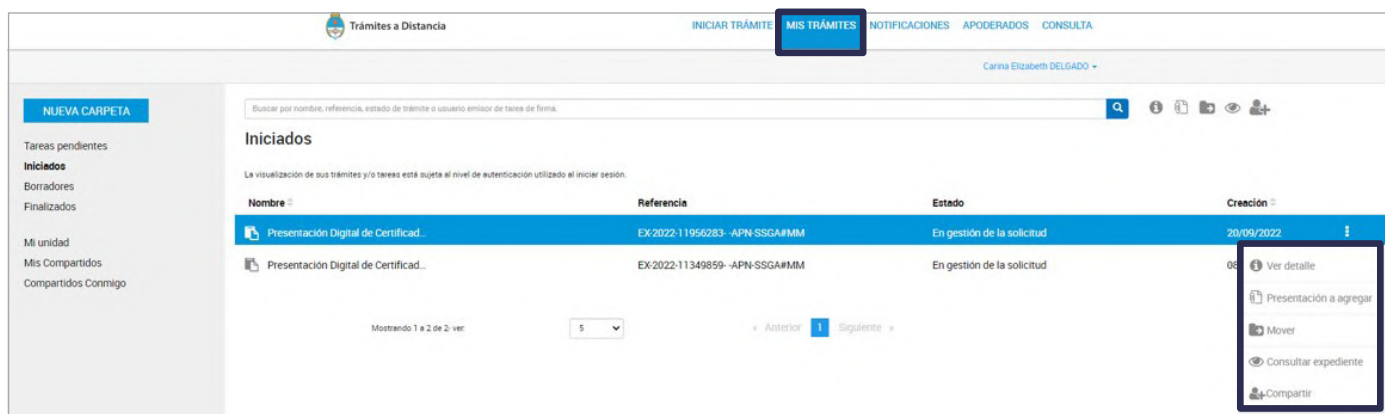 Trámites a Distancia
INICIAR TRÁMITE MIS TRÁMITES NOTIFICACIONES APODERADOS CONSULTA
Carina Elizabeth DELGADO
NUEVA CARPETA
Tareas pendientes
Iniciados
Borradores
Finalizados
Mi unidad
Mis Compartidos
Compartidos Conmigo
Buscar por nombre, referencia, estado de trámite o usuario emisor de tarea de firma.
Iniciados
La visualización de sus trámites y/o tareas está sujeta al nivel de autenticación utilizado al iniciar sesión.
Nombre Referencia Estado Creación
Presentación Digital de Certificad... EX-2022-11956283- -APN-SSGA#MM En gestión de la solicitud 20/09/2022
Presentación Digital de Certificad... EX-2022-11349859- -APN-SSGA#MM En gestión de la solicitud 08
Mostrando 1 a 2 de 2- ver: 5 « Anterior 1 Siguiente »
Ver detalle
Presentación a agregar
Mover
Consultar expediente
Compartir